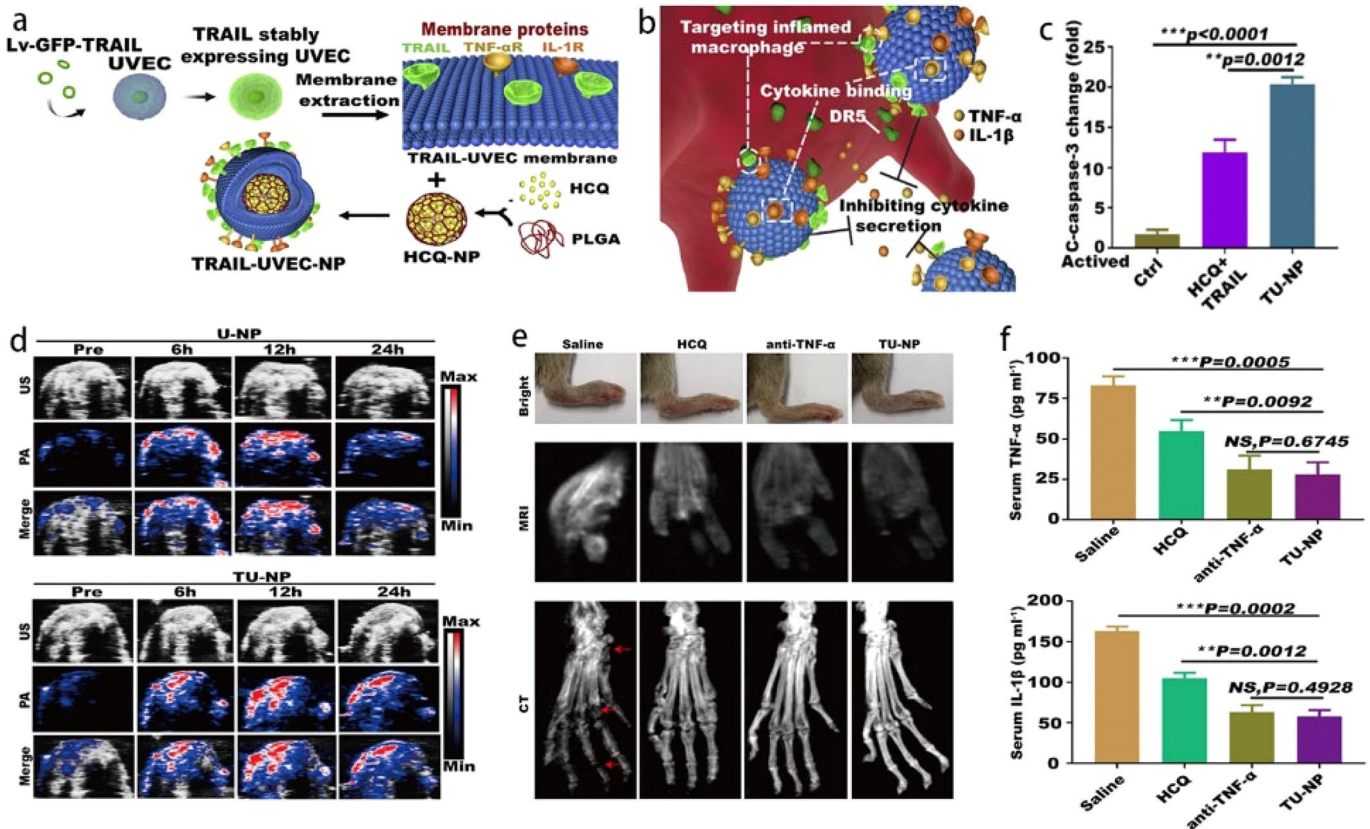 a
Lv-GFP-TRAIL
UVEC
TRAIL stably
expressing UVEC
Membrane
extraction
Membrane proteins
TRAIL TNF-αR IL-1R
TRAIL-UVEC membrane
+
HCQ
PLGA
HCQ-NP
TRAIL-UVEC-NP
b
Targeting inflamed
macrophage
Cytokine binding
DR5
TNF-α
IL-1β
Inhibiting cytokine
secretion
c
C-caspase-3 change (fold)
***p<0.0001
**p=0.0012
25
20
15
10
5
0
Actived
Ctrl
HCQ+
TRAIL
TU-NP
d
U-NP
Pre 6h 12h 24h
US
PA
Merge
Max
Min
TU-NP
Pre 6h 12h 24h
US
PA
Merge
Max
Min
e
Saline HCQ anti-TNF-α TU-NP
Bright
MRI
CT
f
Serum TNF-α (pg ml⁻¹)
100
75
50
25
0
***P=0.0005
**P=0.0092
NS,P=0.6745
Saline
HCQ
anti-TNF-α
TU-NP
Serum IL-1β (pg ml⁻¹)
200
150
100
50
0
***P=0.0002
**P=0.0012
NS,P=0.4928
Saline
HCQ
anti-TNF-α
TU-NP